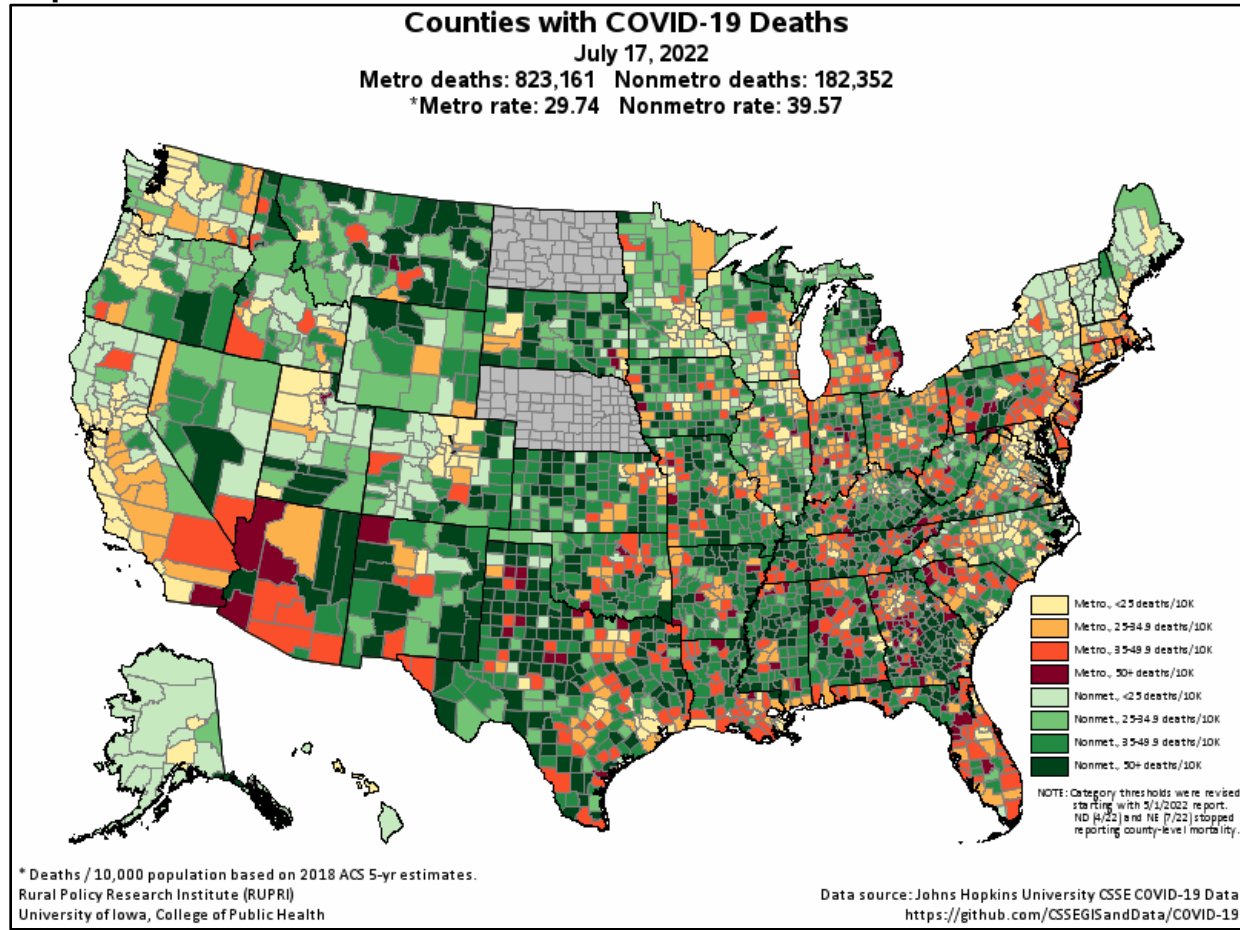 Counties with COVID-19 Deaths
July 17, 2022
Metro deaths: 823,161 Nonmetro deaths: 182,352
*Metro rate: 29.74 Nonmetro rate: 39.57
Metro., <25 deaths/10K
Metro., 25-34.9 deaths/10K
Metro., 35-49.9 deaths/10K
Metro., 50+ deaths/10K
Nonmet., <25 deaths/10K
Nonmet., 25-34.9 deaths/10K
Nonmet., 35-49.9 deaths/10K
Nonmet., 50+ deaths/10K
NOTE: Category thresholds were revised
starting with 5/1/2022 report.
ND (4/22) and NE (7/22) stopped
reporting county-level mortality.
* Deaths / 10,000 population based on 2018 ACS 5-yr estimates.
Rural Policy Research Institute (RUPRI)
University of Iowa, College of Public Health
Data source: Johns Hopkins University CSSE COVID-19 Data
https://github.com/CSSEGISandData/COVID-19